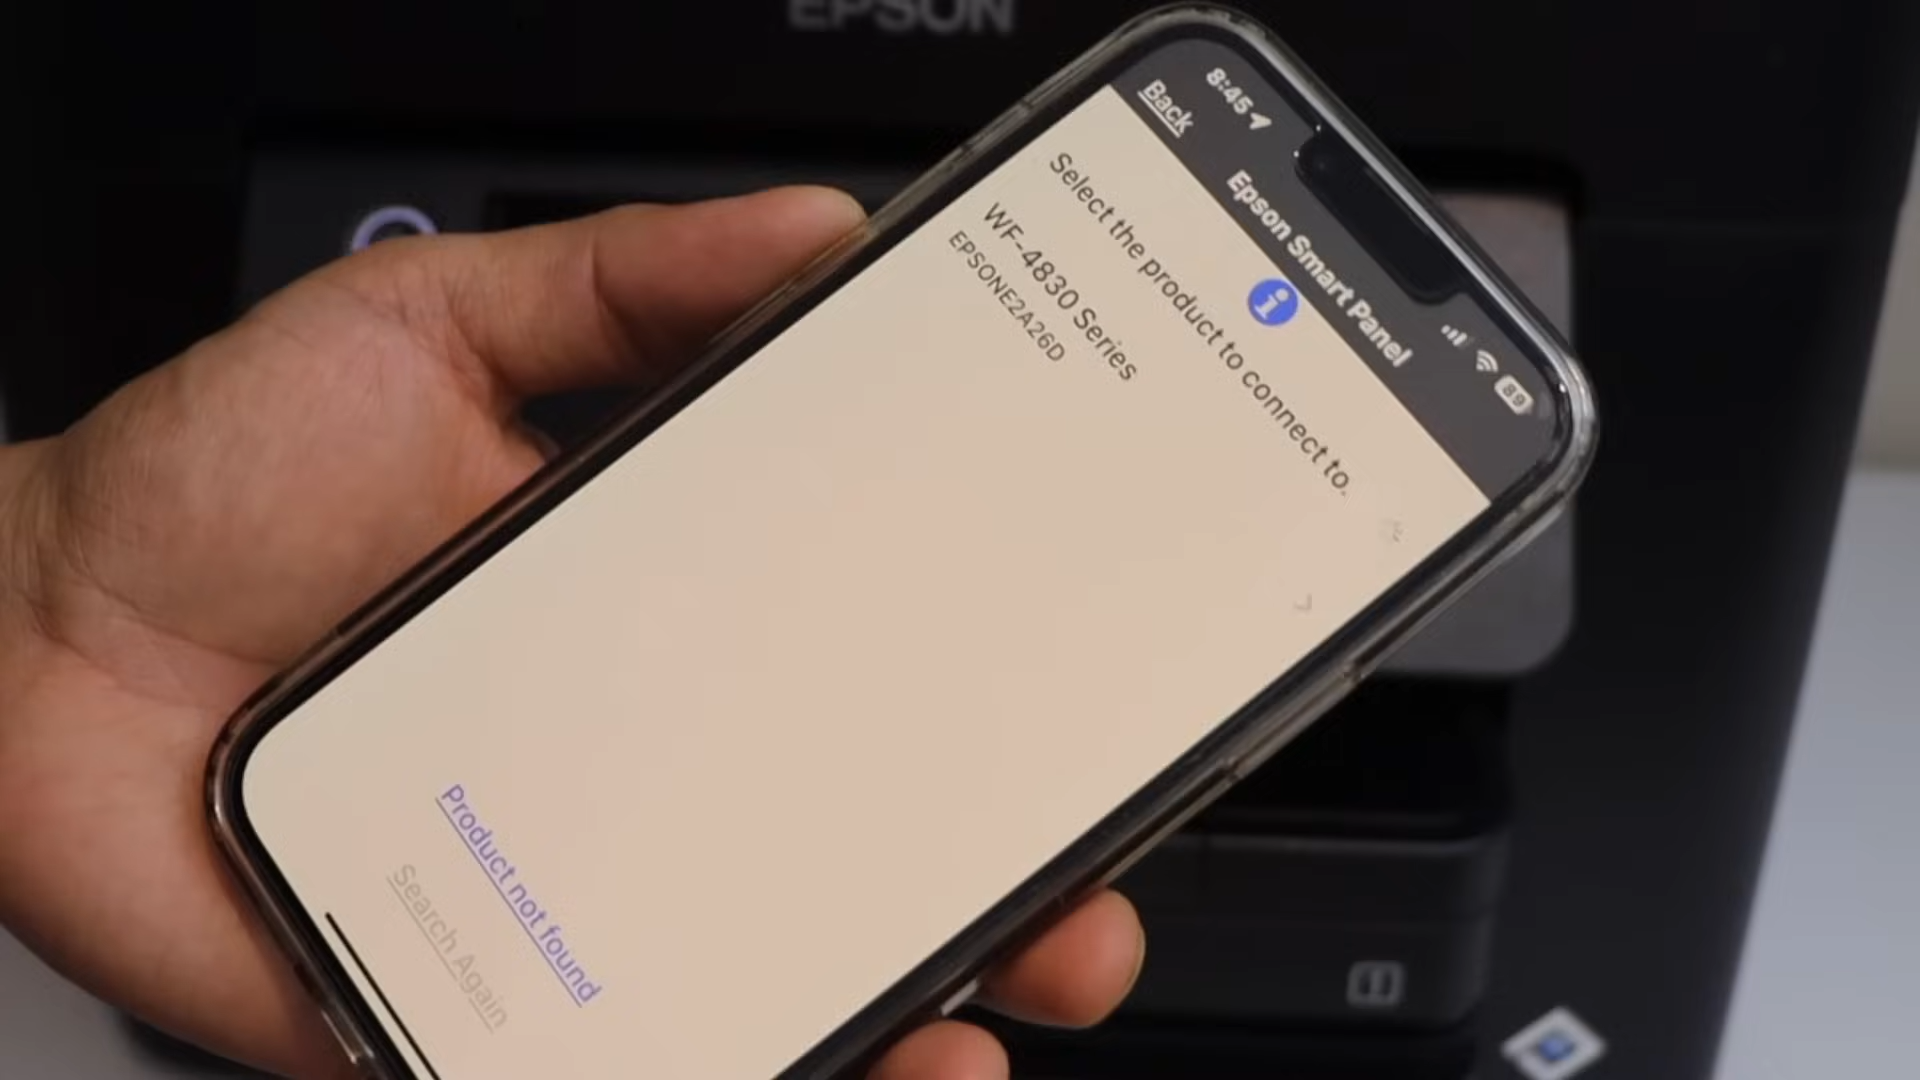 EPSON
8:45
89
Back
Epson Smart Panel
Select the product to connect to.
WF-4830 Series
EPSONE2A26D
Product not found
Search Again